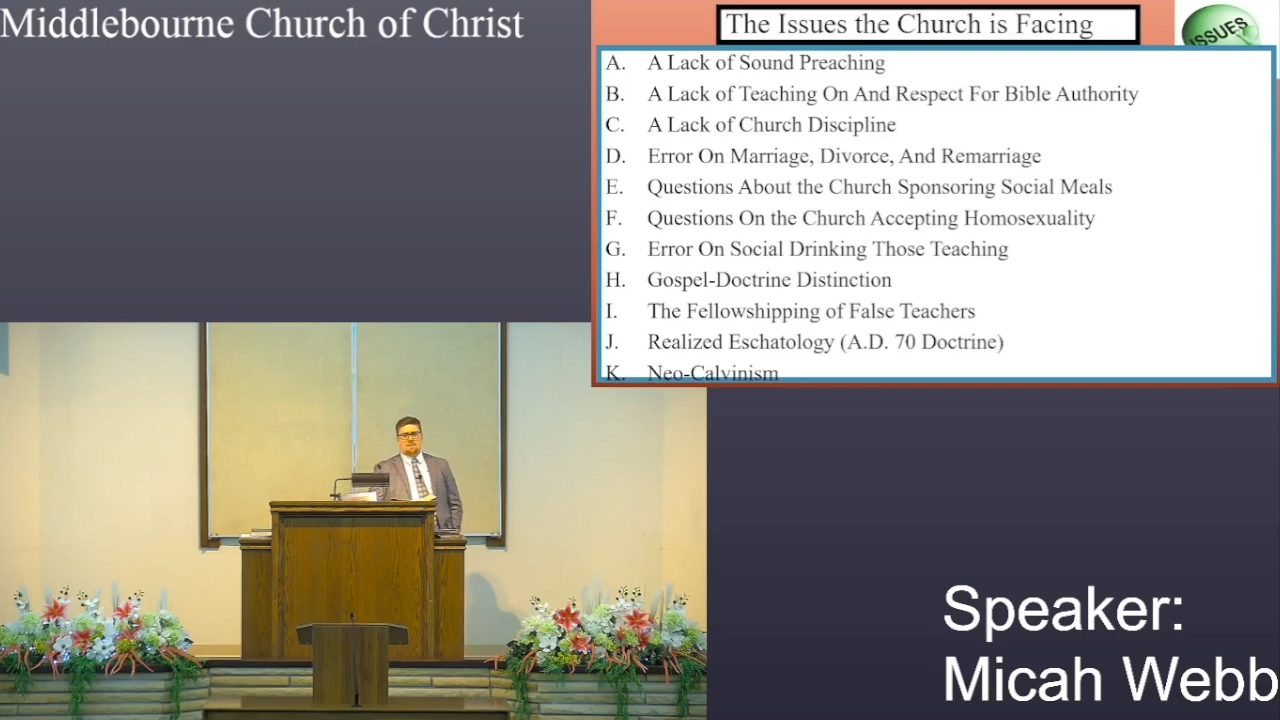 Middlebourne Church of Christ
The Issues the Church is Facing
ISSUES
A. A Lack of Sound Preaching
B. A Lack of Teaching On And Respect For Bible Authority
C. A Lack of Church Discipline
D. Error On Marriage, Divorce, And Remarriage
E. Questions About the Church Sponsoring Social Meals
F. Questions On the Church Accepting Homosexuality
G. Error On Social Drinking Those Teaching
H. Gospel-Doctrine Distinction
I. The Fellowshipping of False Teachers
J. Realized Eschatology (A.D. 70 Doctrine)
K. Neo-Calvinism
Speaker:
Micah Webb